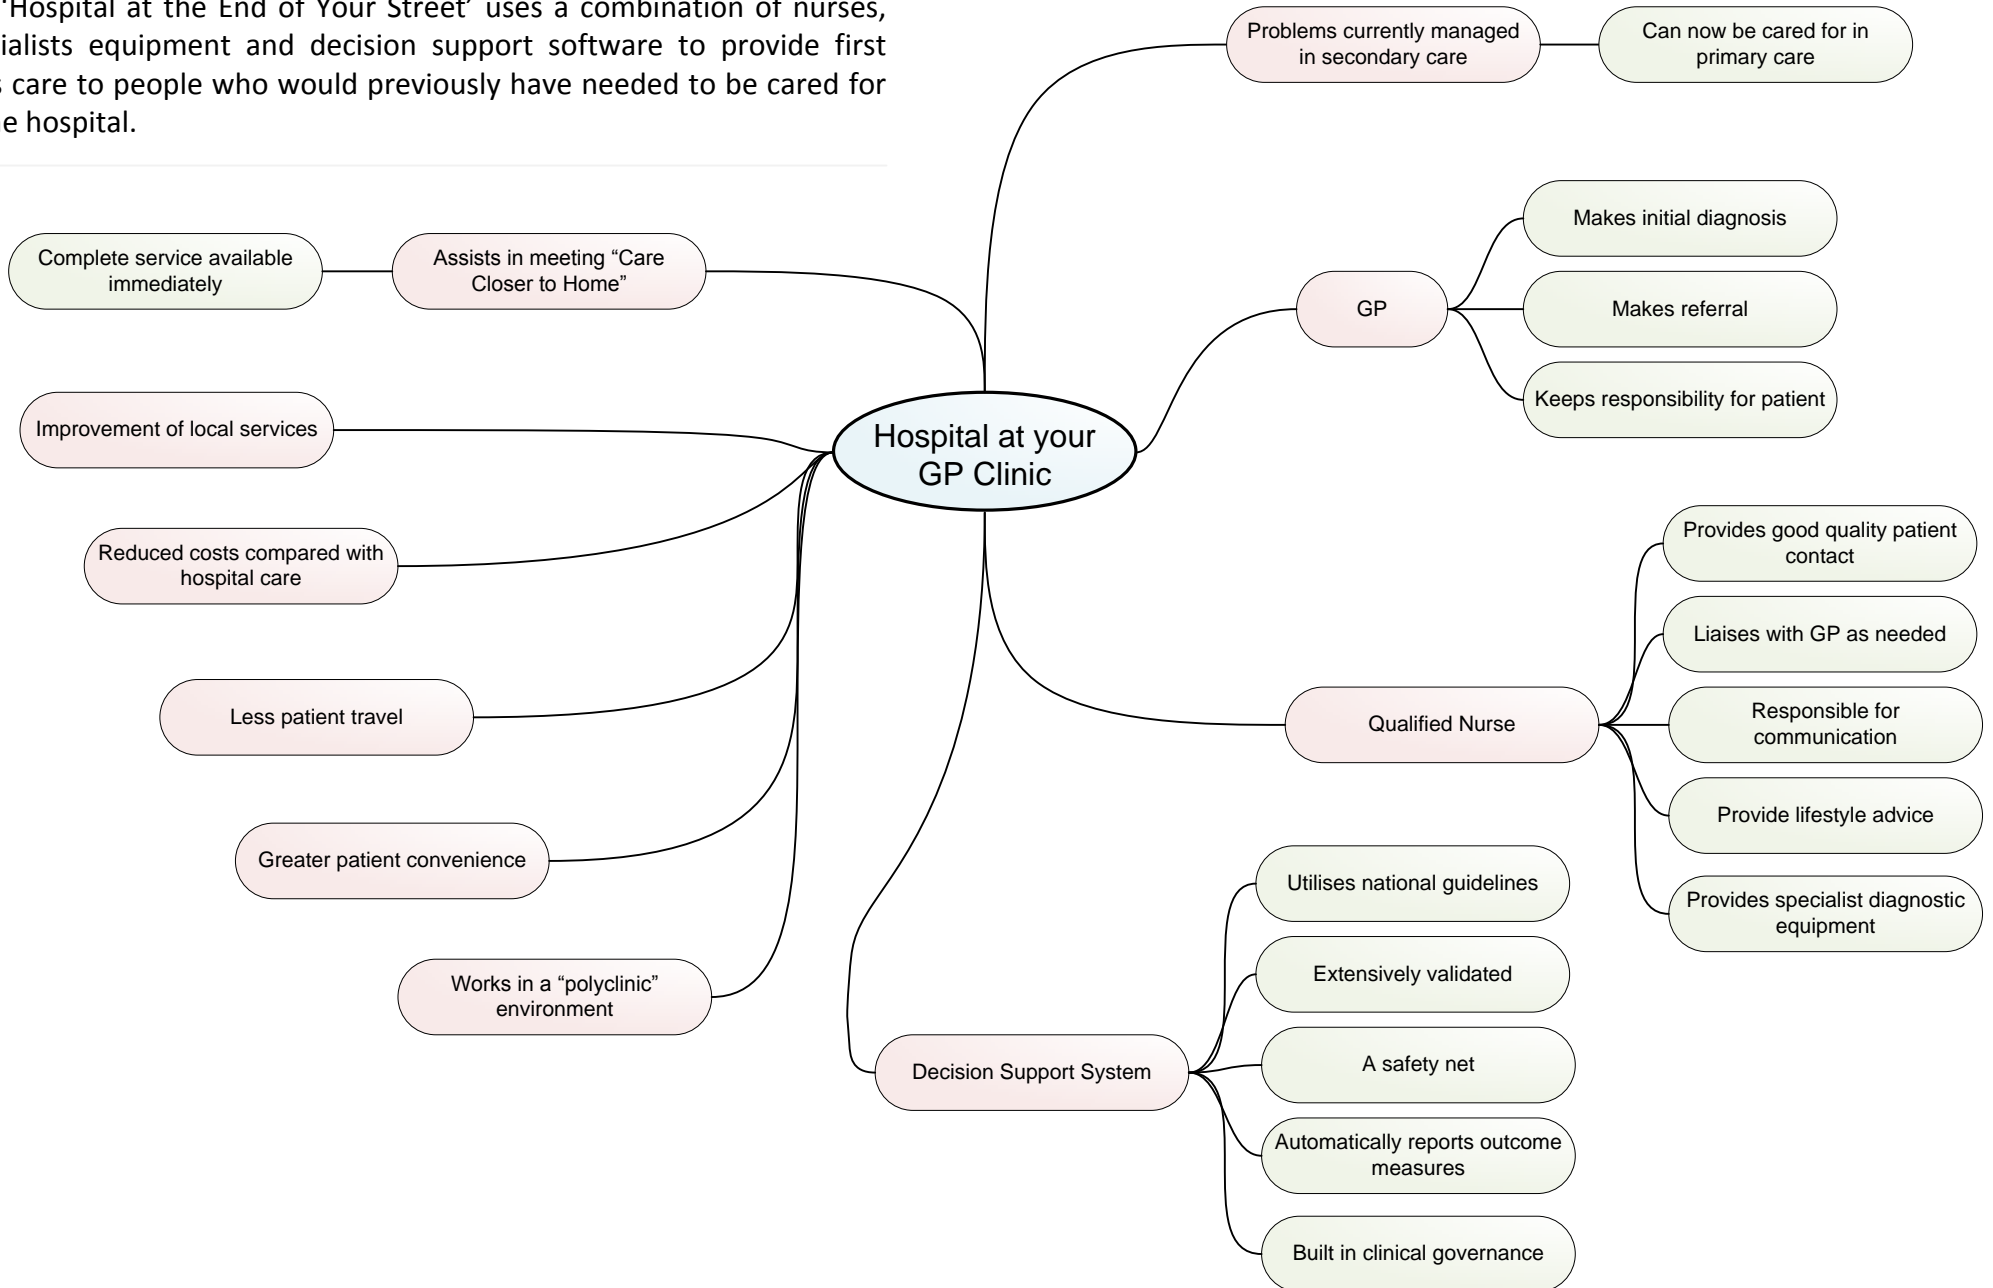 ‘Hospital at the End of Your Street’ uses a combination of nurses,
equipment and decision support software to provide first
care to people who would previously have needed to be cared for
hospital.
Problems currently managed
in secondary care
Can now be cared for in
primary care
Makes initial diagnosis
GP
Makes referral
Keeps responsibility for patient
Complete service available
immediately
Assists in meeting “Care
Closer to Home”
Improvement of local services
Hospital at your
GP Clinic
Reduced costs compared with
hospital care
Less patient travel
Greater patient convenience
Works in a “polyclinic”
environment
Qualified Nurse
Provides good quality patient
contact
Liaises with GP as needed
Responsible for
communication
Provide lifestyle advice
Provides specialist diagnostic
equipment
Decision Support System
Utilises national guidelines
Extensively validated
A safety net
Automatically reports outcome
measures
Built in clinical governance